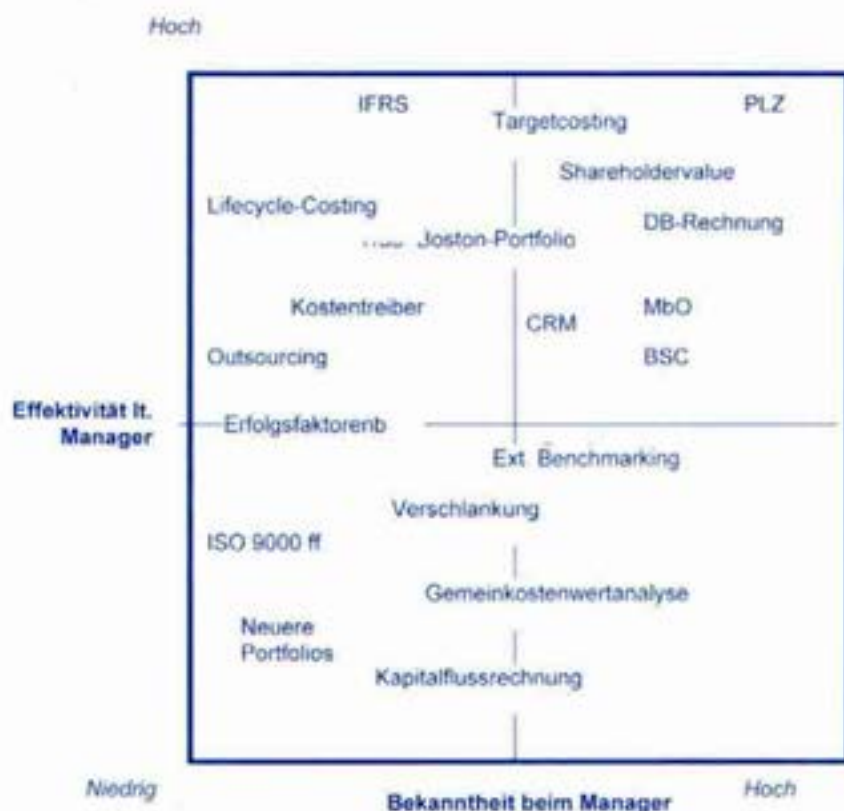 Hoch
IFRS
PLZ
Targetcosting
Shareholdervalue
Lifecycle-Costing
DB-Rechnung
Joston-Portfolio
Kostentreiber
MbO
CRM
Outsourcing
BSC
Effektivität lt.
Manager
Erfolgsfaktorenb
Ext Benchmarking
Verschlankung
ISO 9000 ff
Gemeinkostenwertanalyse
Neuere
Portfolios
Kapitalflussrechnung
Niedrig
Bekanntheit beim Manager
Hoch